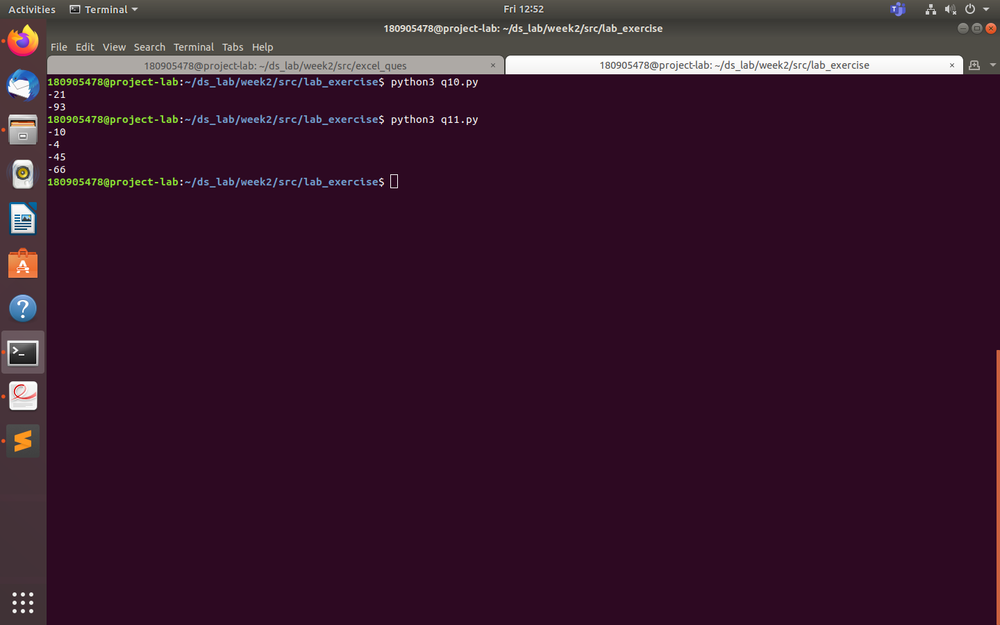 Activities Terminal Fri 12:52
180905478@project-lab: ~/ds_lab/week2/src/lab_exercise
File Edit View Search Terminal Tabs Help
180905478@project-lab: ~/ds_lab/week2/src/excel_ques × 180905478@project-lab: ~/ds_lab/week2/src/lab_exercise ×
180905478@project-lab:~/ds_lab/week2/src/lab_exercise$ python3 q10.py
-21
-93
180905478@project-lab:~/ds_lab/week2/src/lab_exercise$ python3 q11.py
-10
-4
-45
-66
180905478@project-lab:~/ds_lab/week2/src/lab_exercise$